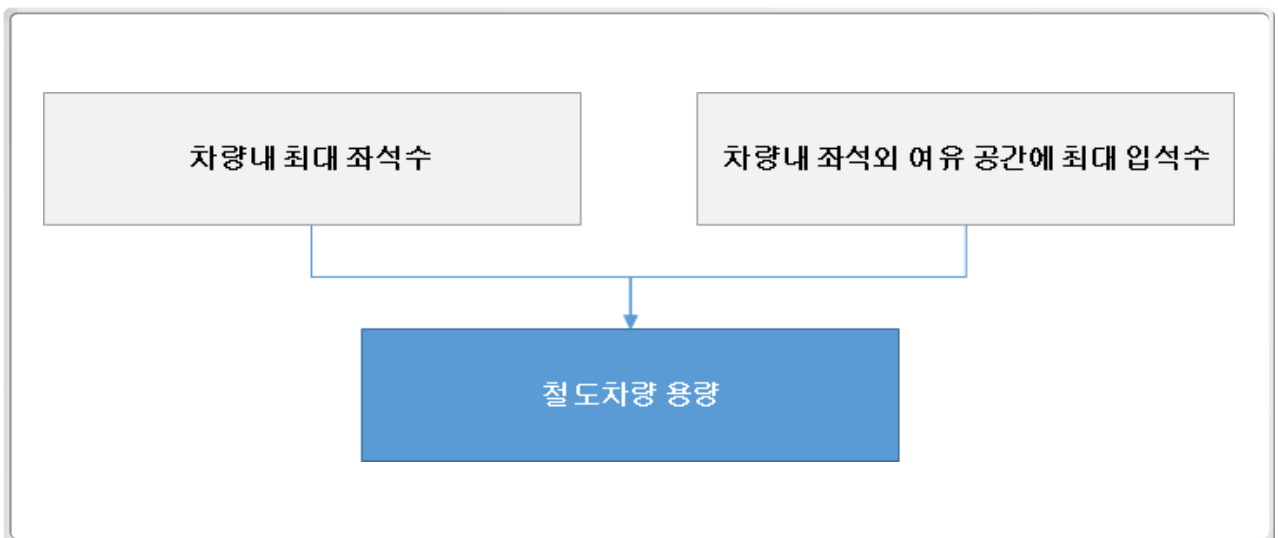 차량내 최대 좌석수
차량내 좌석외 여유 공간에 최대 입석수
철도차량 용량